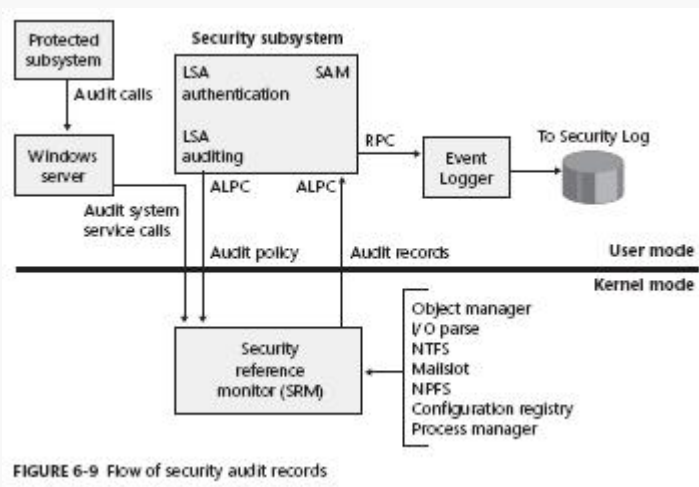 Protected
subsystem
Security subsystem
LSA
authentication
SAM
LSA
auditing
Audit calls
Windows
server
RPC
Event
Logger
To Security Log
ALPC
ALPC
Audit system
service calls
Audit policy
Audit records
User mode
Kernel mode
Security
reference
monitor (SRM)
Object manager
I/O parse
NTFS
Mailslot
NPFS
Configuration registry
Process manager
FIGURE 6-9 Flow of security audit records